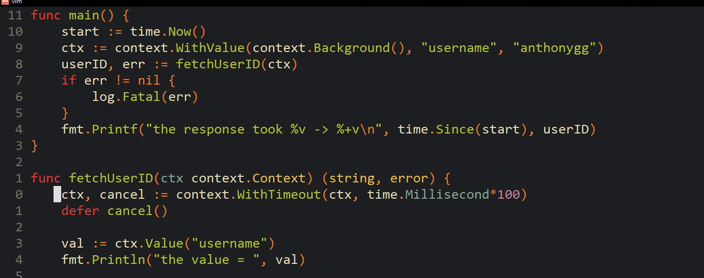 vim
11 func main() {
10     start := time.Now()
9     ctx := context.WithValue(context.Background(), "username", "anthonygg")
8     userID, err := fetchUserID(ctx)
7     if err != nil {
6         log.Fatal(err)
5     }
4     fmt.Printf("the response took %v -> %+v\n", time.Since(start), userID)
3 }
2
1 func fetchUserID(ctx context.Context) (string, error) {
0     ctx, cancel := context.WithTimeout(ctx, time.Millisecond*100)
1     defer cancel()
2
3     val := ctx.Value("username")
4     fmt.Println("the value = ", val)
5